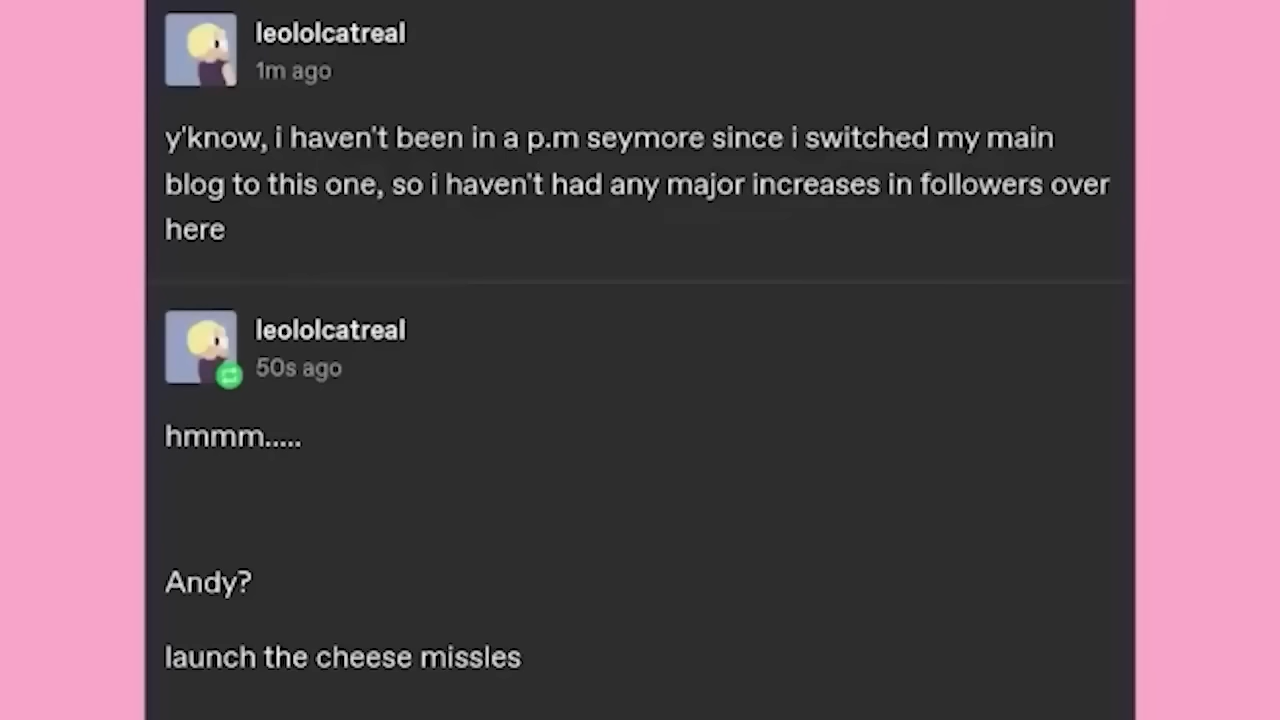 leololcatreal
1m ago
y'know, i haven't been in a p.m seymore since i switched my main
blog to this one, so i haven't had any major increases in followers over
here
leololcatreal
50s ago
hmmm.....
Andy?
launch the cheese missles